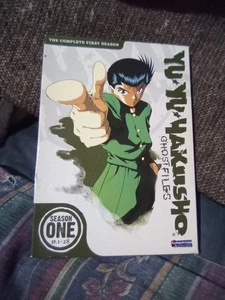 THE COMPLETE FIRST SEASON
YU YU HAKUSHO
GHOST FILES
SEASON
ONE
EP. 1-28